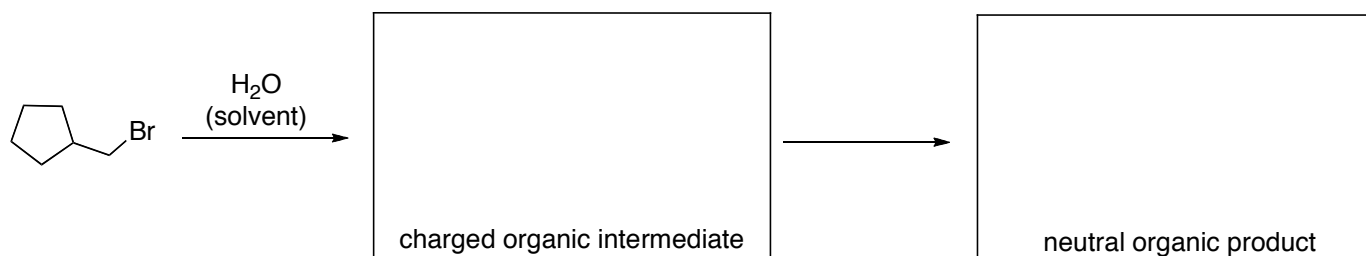 H₂O
(solvent)
Br
charged organic intermediate
neutral organic product